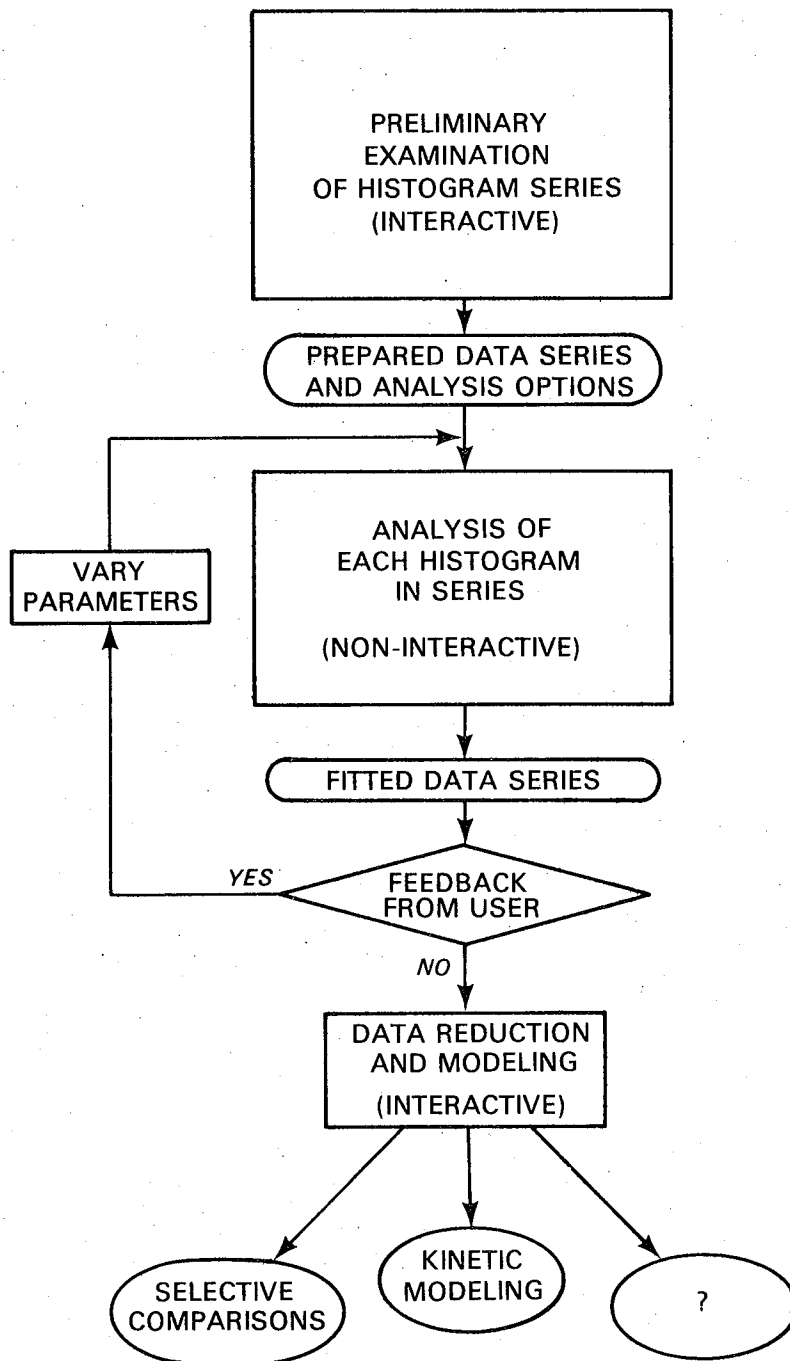 PRELIMINARY
EXAMINATION
OF HISTOGRAM SERIES
(INTERACTIVE)
PREPARED DATA SERIES
AND ANALYSIS OPTIONS
ANALYSIS OF
EACH HISTOGRAM
IN SERIES
(NON-INTERACTIVE)
VARY
PARAMETERS
FITTED DATA SERIES
YES
FEEDBACK
FROM USER
NO
DATA REDUCTION
AND MODELING
(INTERACTIVE)
SELECTIVE
COMPARISONS
KINETIC
MODELING
?